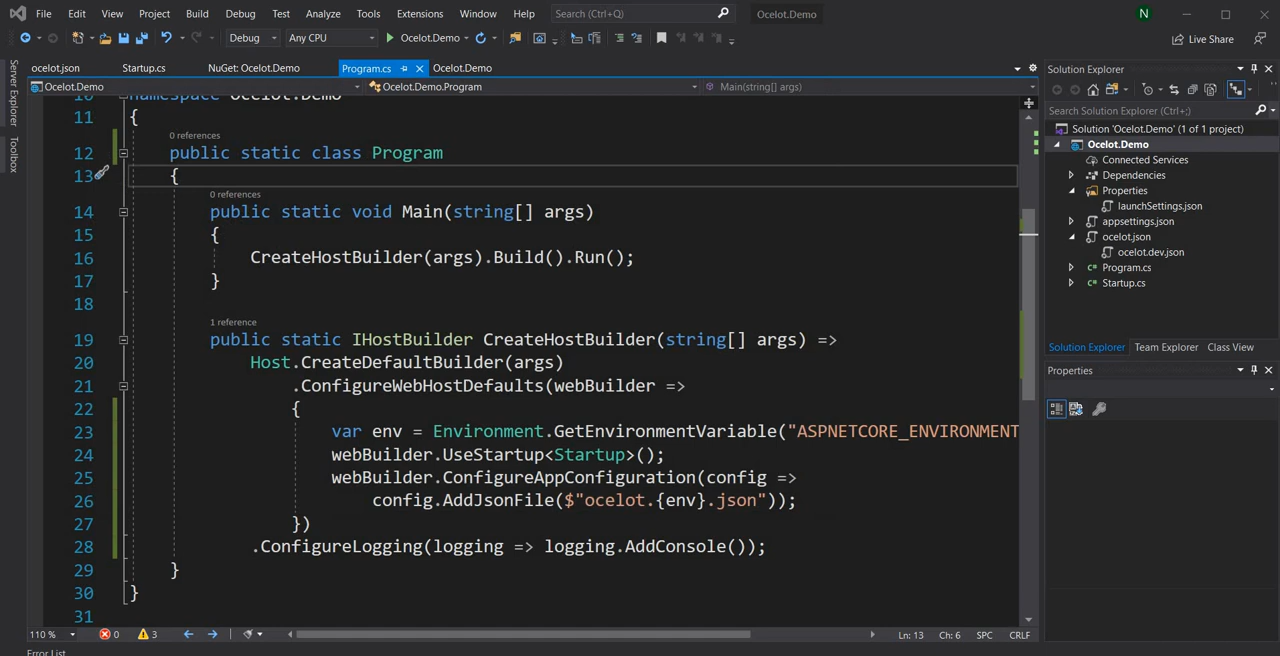 File Edit View Project Build Debug Test Analyze Tools Extensions Window Help Search (Ctrl+Q) Ocelot.Demo N
Debug Any CPU Ocelot.Demo Live Share
ocelot.json Startup.cs NuGet: Ocelot.Demo Program.cs Ocelot.Demo
Ocelot.Demo Ocelot.Demo.Program Main(string[] args)
Server Explorer
Toolbox
10 namespace Ocelot.Demo
11 {
0 references
12 public static class Program
13 {
0 references
14 public static void Main(string[] args)
15 {
16 CreateHostBuilder(args).Build().Run();
17 }
18
1 reference
19 public static IHostBuilder CreateHostBuilder(string[] args) =>
20 Host.CreateDefaultBuilder(args)
21 .ConfigureWebHostDefaults(webBuilder =>
22 {
23 var env = Environment.GetEnvironmentVariable("ASPNETCORE_ENVIRONMENT
24 webBuilder.UseStartup<Startup>();
25 webBuilder.ConfigureAppConfiguration(config =>
26 config.AddJsonFile($"ocelot.{env}.json"));
27 })
28 .ConfigureLogging(logging => logging.AddConsole());
29 }
30 }
31
110 % 0 3 Ln: 13 Ch: 6 SPC CRLF
Error List
Solution Explorer
Search Solution Explorer (Ctrl+;)
Solution 'Ocelot.Demo' (1 of 1 project)
Ocelot.Demo
Connected Services
Dependencies
Properties
launchSettings.json
appsettings.json
ocelot.json
ocelot.dev.json
C# Program.cs
C# Startup.cs
Solution Explorer Team Explorer Class View
Properties